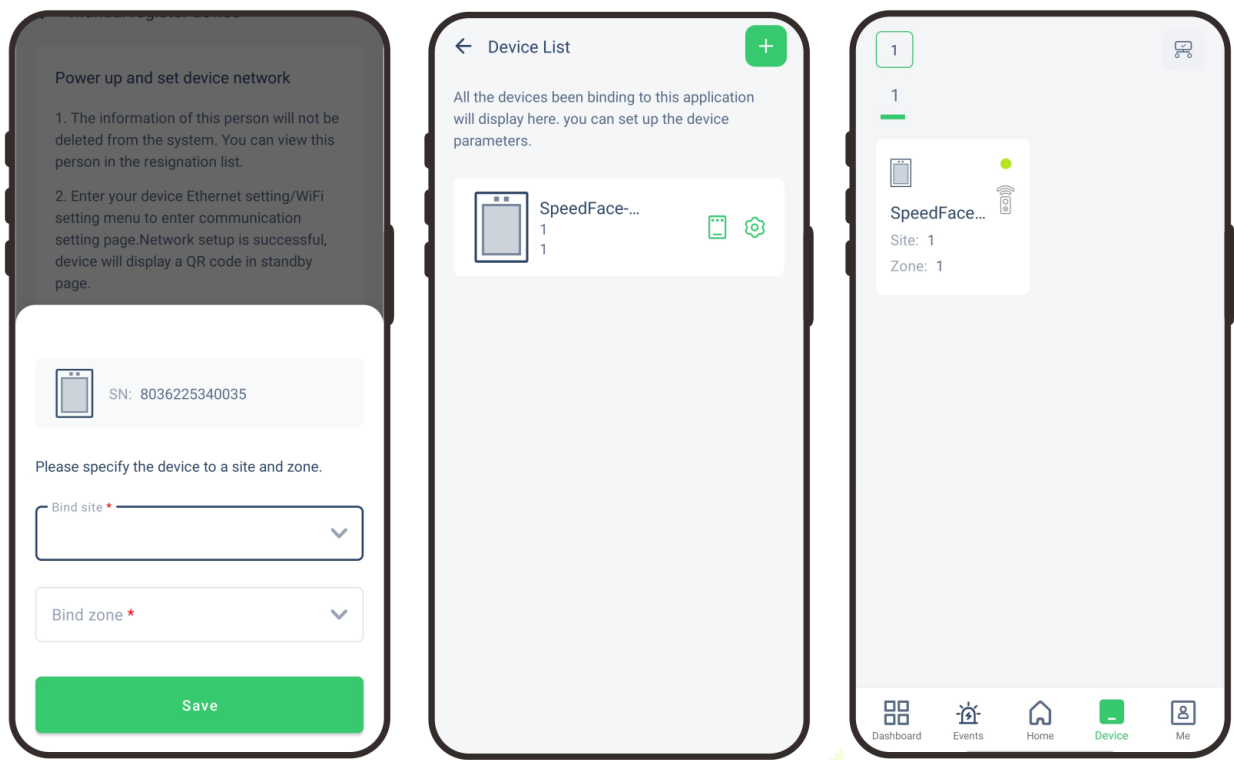 Manual register device
Power up and set device network
1. The information of this person will not be
deleted from the system. You can view this
person in the resignation list.
2. Enter your device Ethernet setting/WiFi
setting menu to enter communication
setting page.Network setup is successful,
device will display a QR code in standby
page.
SN: 8036225340035
Please specify the device to a site and zone.
Bind site *
Bind zone *
Save
Device List
All the devices been binding to this application
will display here. you can set up the device
parameters.
SpeedFace-...
1
1
1
1
SpeedFace...
Site: 1
Zone: 1
Dashboard
Events
Home
Device
Me